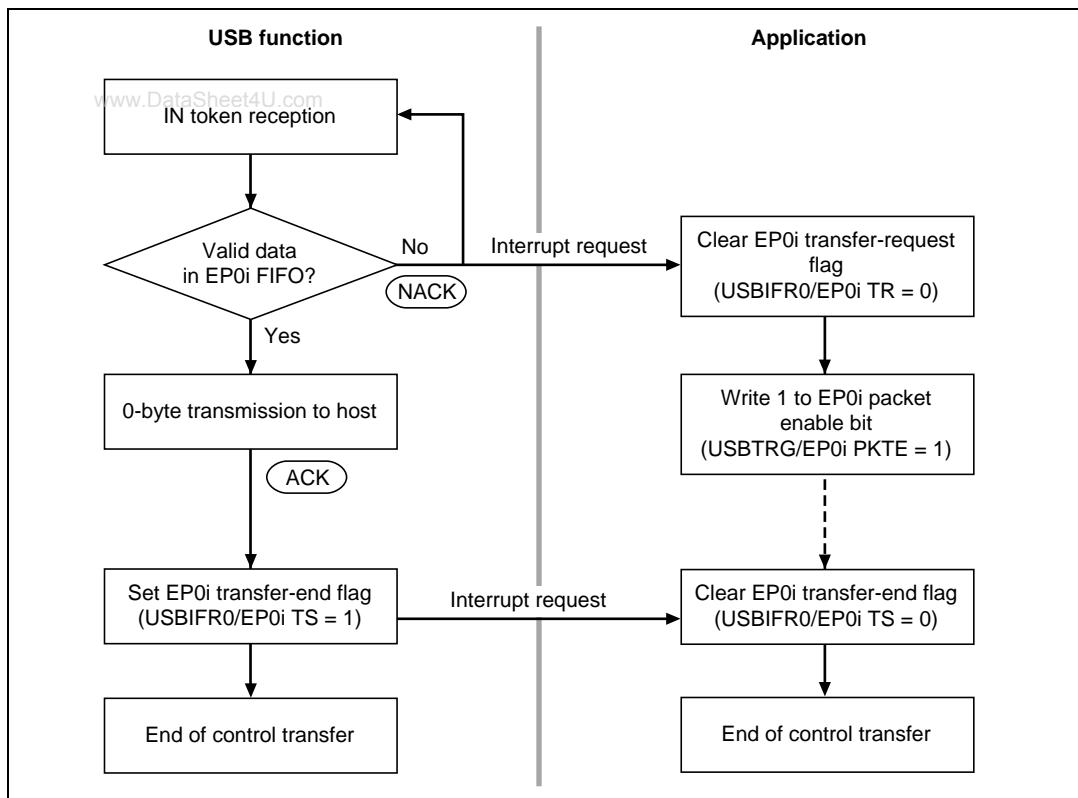 USB function
Application
www.DataSheet4U.com
IN token reception
Valid data
in EP0i FIFO?
No
NACK
Interrupt request
Clear EP0i transfer-request
flag
(USBIFR0/EP0i TR = 0)
Yes
0-byte transmission to host
Write 1 to EP0i packet
enable bit
(USBTRG/EP0i PKTE = 1)
ACK
Set EP0i transfer-end flag
(USBIFR0/EP0i TS = 1)
Interrupt request
Clear EP0i transfer-end flag
(USBIFR0/EP0i TS = 0)
End of control transfer
End of control transfer